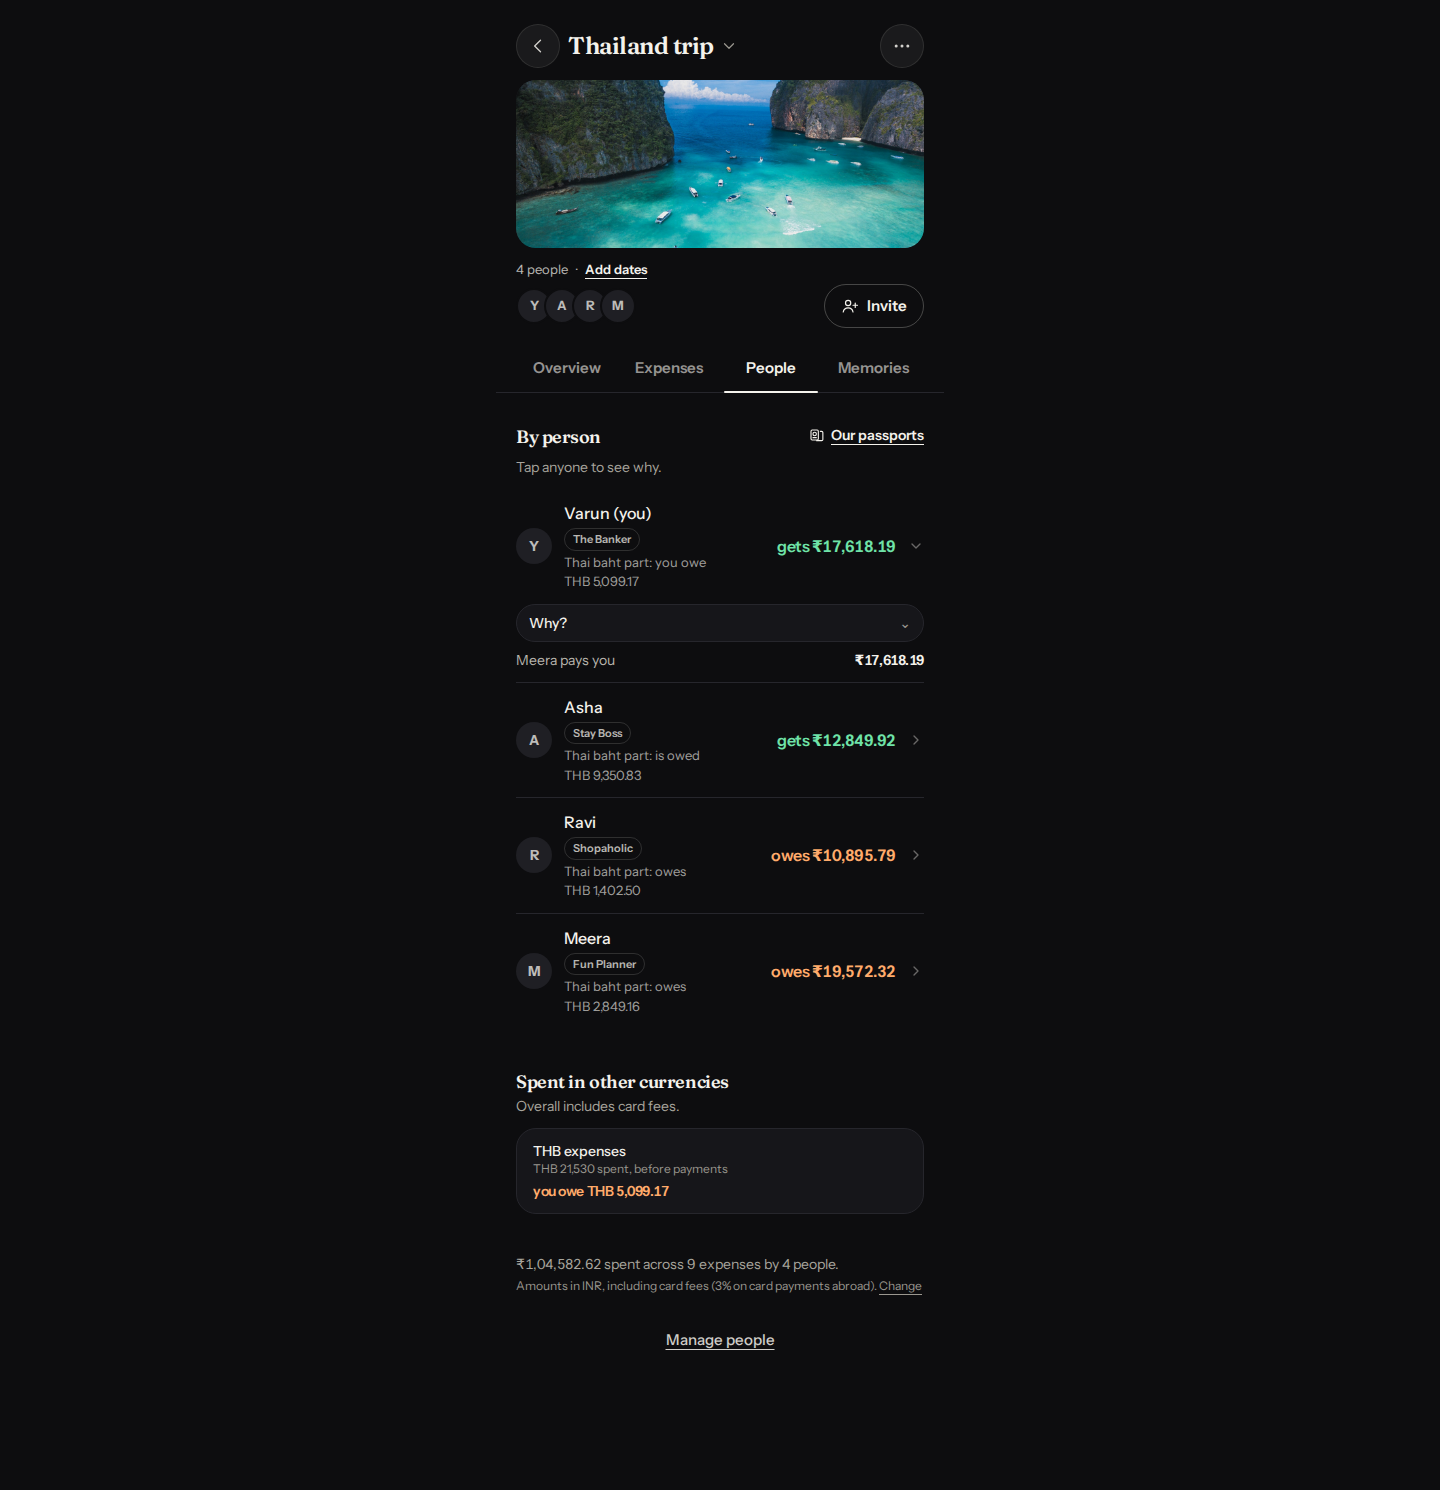 Thailand trip
4 people · Add dates
Y A R M
Invite
Overview Expenses People Memories
By person
Our passports
Tap anyone to see why.
Y
Varun (you)
The Banker
Thai baht part: you owe
THB 5,099.17
gets ₹17,618.19
Why?
Meera pays you ₹17,618.19
A
Asha
Stay Boss
Thai baht part: is owed
THB 9,350.83
gets ₹12,849.92
R
Ravi
Shopaholic
Thai baht part: owes
THB 1,402.50
owes ₹10,895.79
M
Meera
Fun Planner
Thai baht part: owes
THB 2,849.16
owes ₹19,572.32
Spent in other currencies
Overall includes card fees.
THB expenses
THB 21,530 spent, before payments
you owe THB 5,099.17
₹1,04,582.62 spent across 9 expenses by 4 people.
Amounts in INR, including card fees (3% on card payments abroad). Change
Manage people